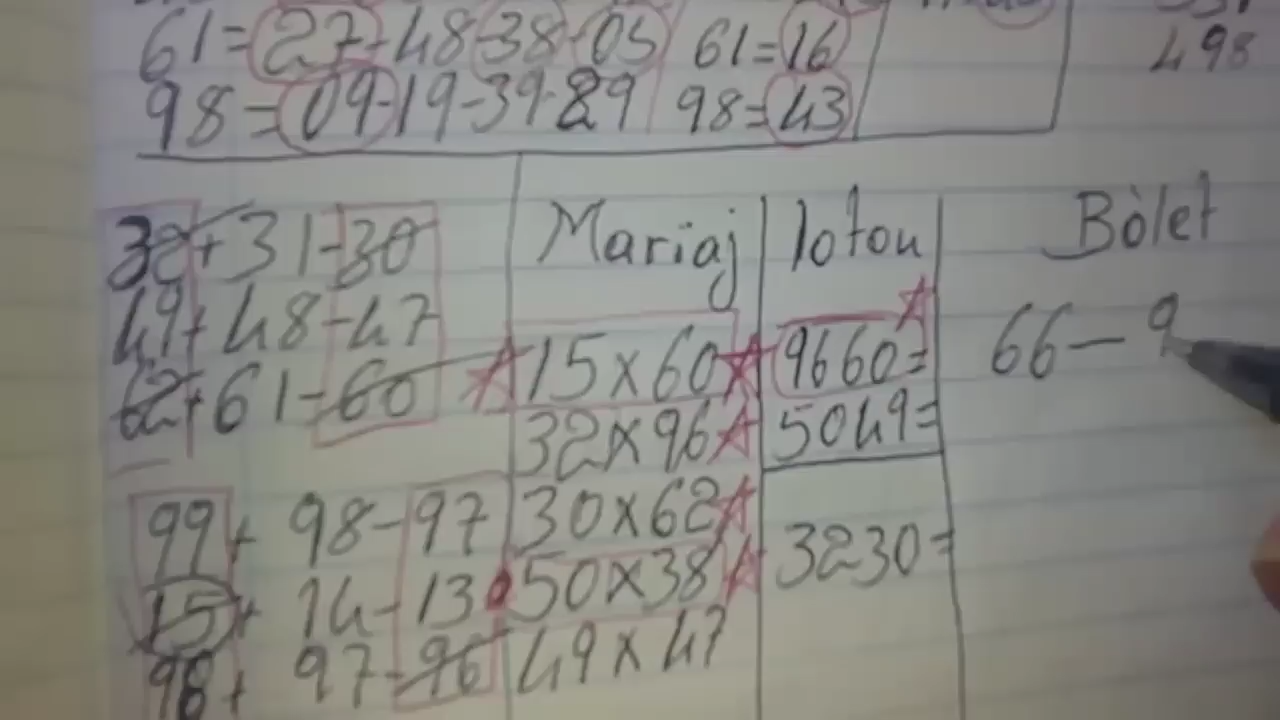 61=27-48-38-05 61=16
498
98=09-19-39-29 98=43
Mariaj lotou Bòlet
32+31-30
49+48-47
62+61-60
15x60 9660= 66-9
32x96 5049=
99+ 98-97 30x62
15+ 14-13 50x38 3230=
98+ 97-96 49x47